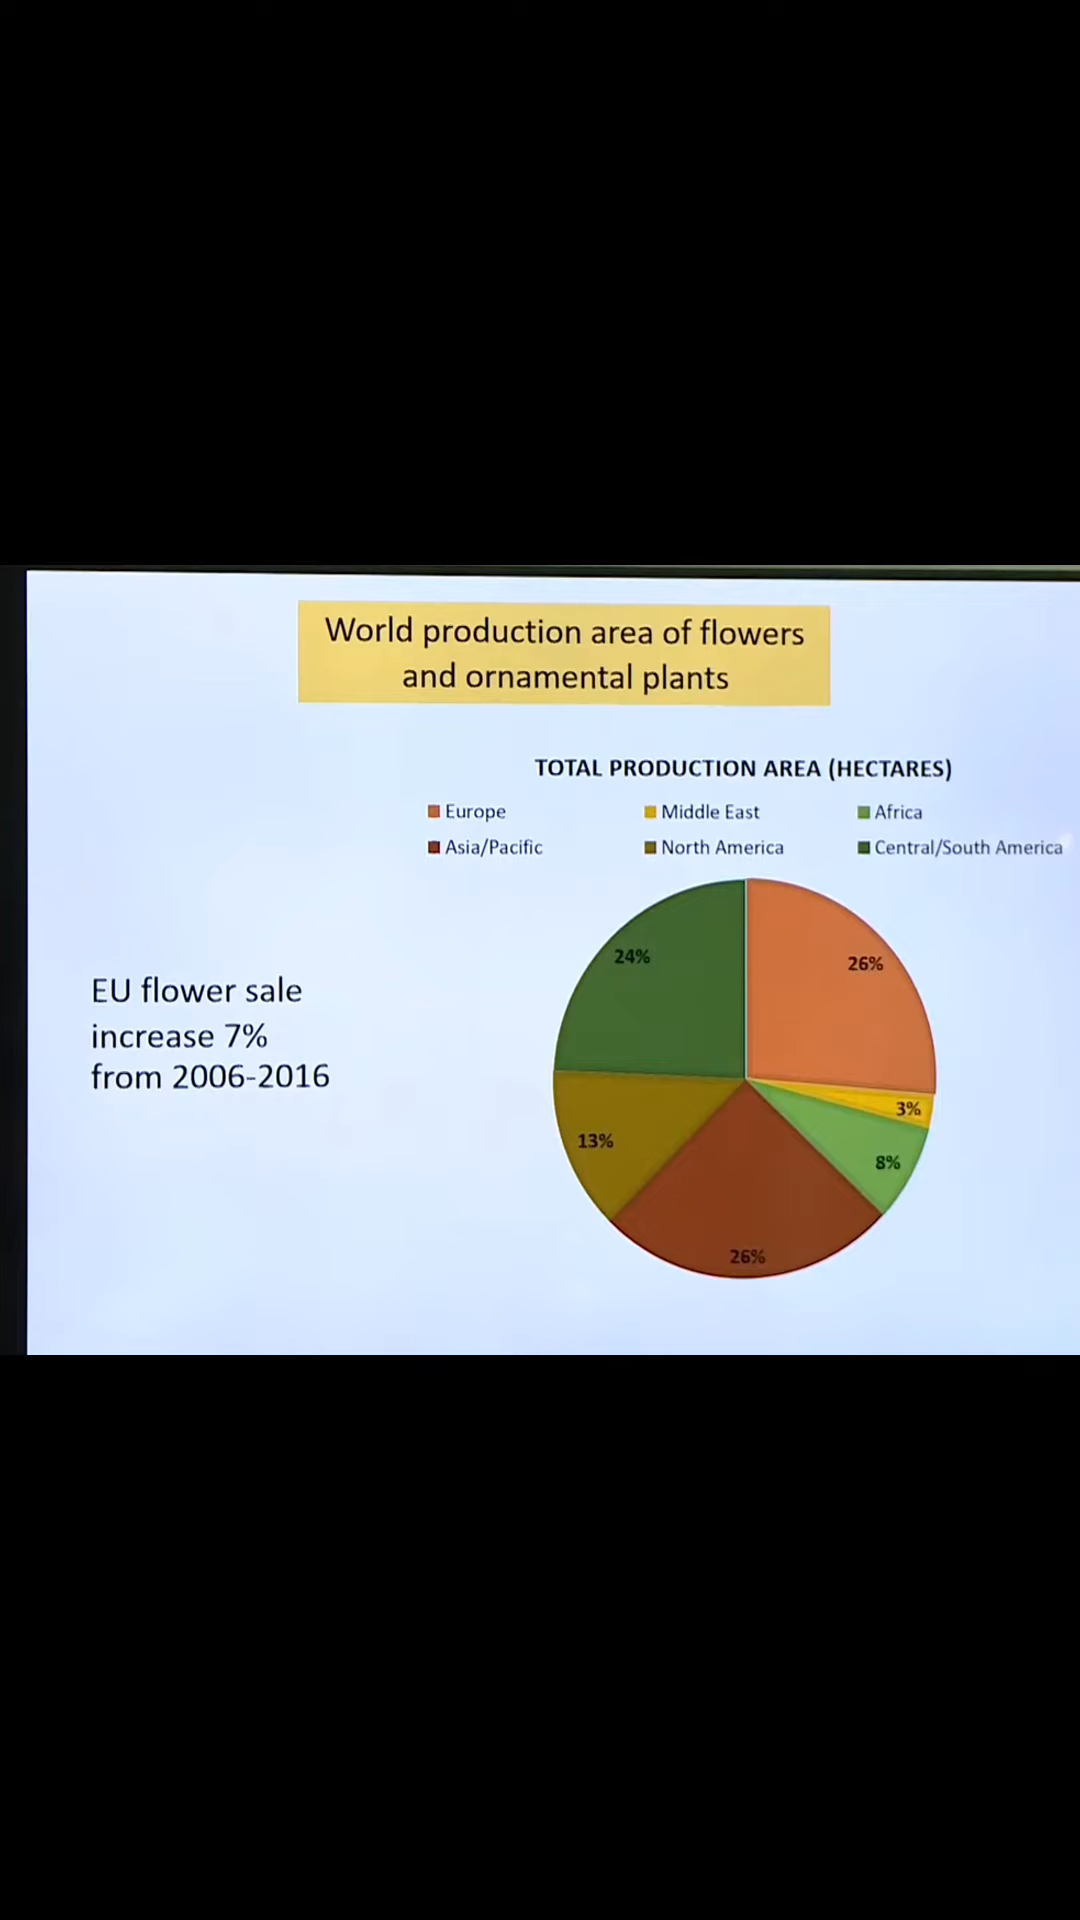 World production area of flowers
and ornamental plants
TOTAL PRODUCTION AREA (HECTARES)
Europe Middle East Africa
Asia/Pacific North America Central/South America
24%
26%
EU flower sale
increase 7%
from 2006-2016
3%
13%
8%
26%